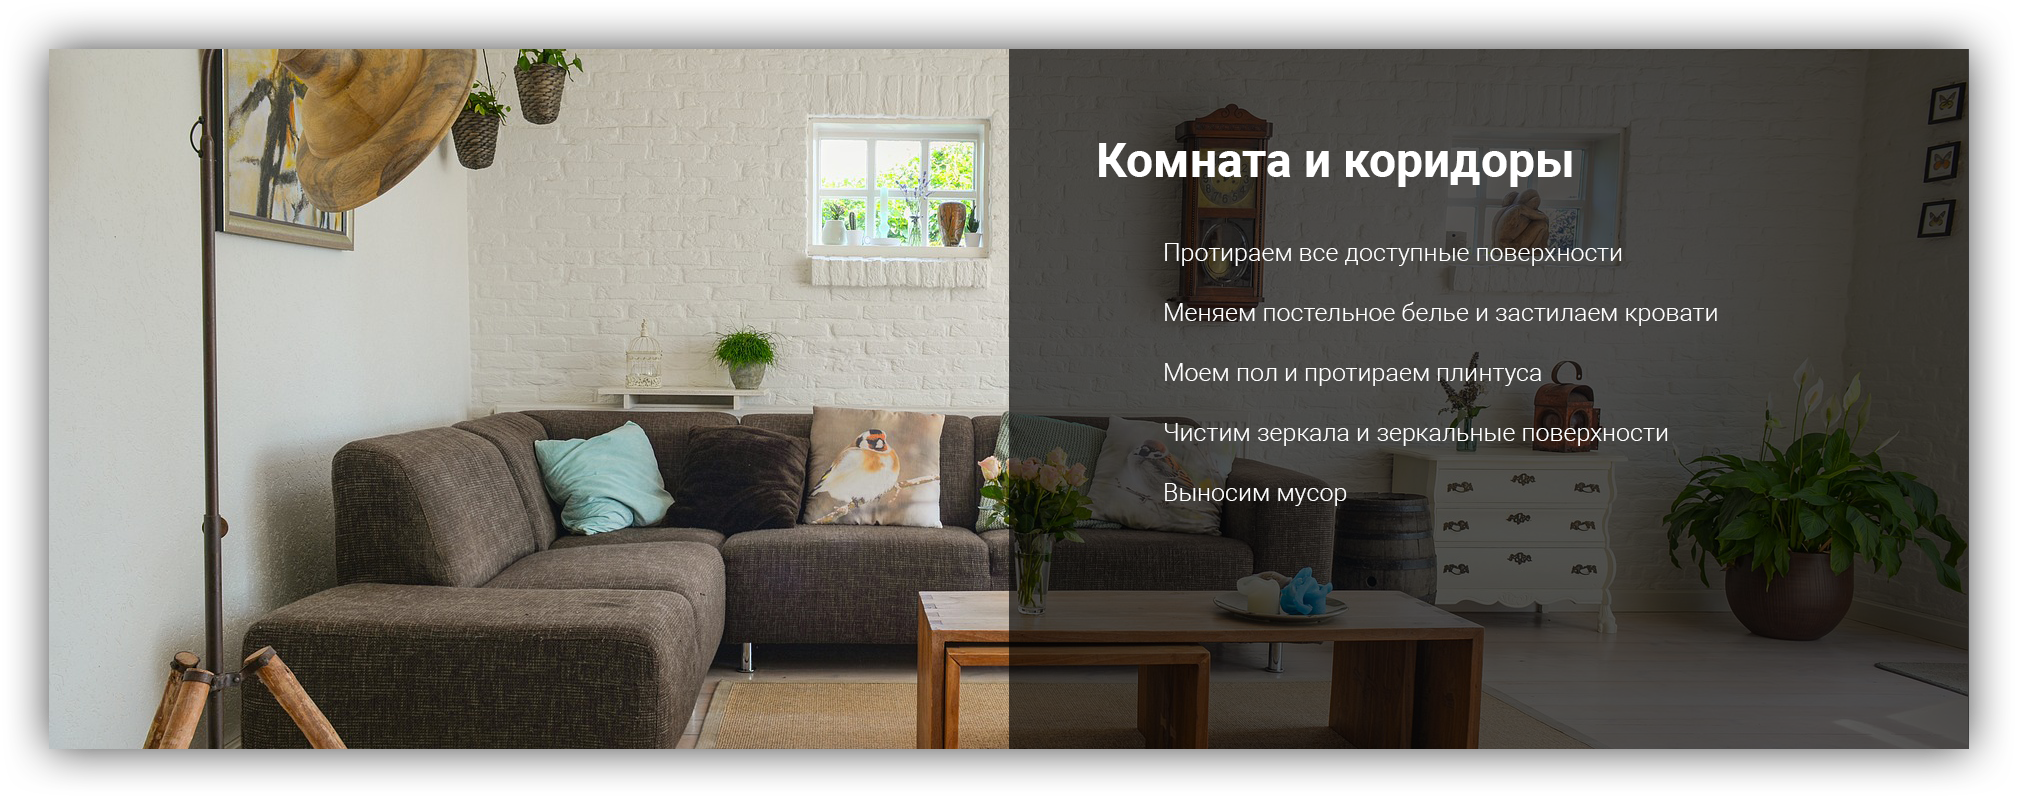 Комната и коридоры
Протираем все доступные поверхности
Меняем постельное белье и застилаем кровати
Моем пол и протираем плинтуса
Чистим зеркала и зеркальные поверхности
Выносим мусор